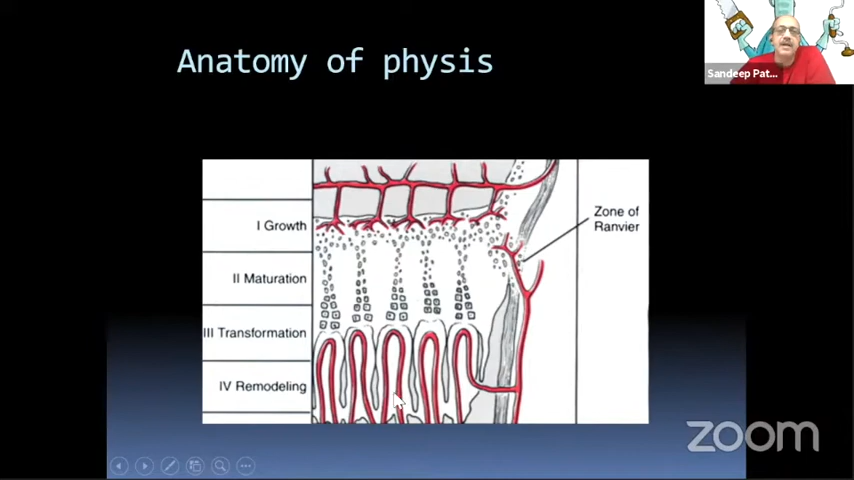 Anatomy of physis
Sandeep Pat...
I Growth
II Maturation
III Transformation
IV Remodeling
Zone of
Ranvier
zoom